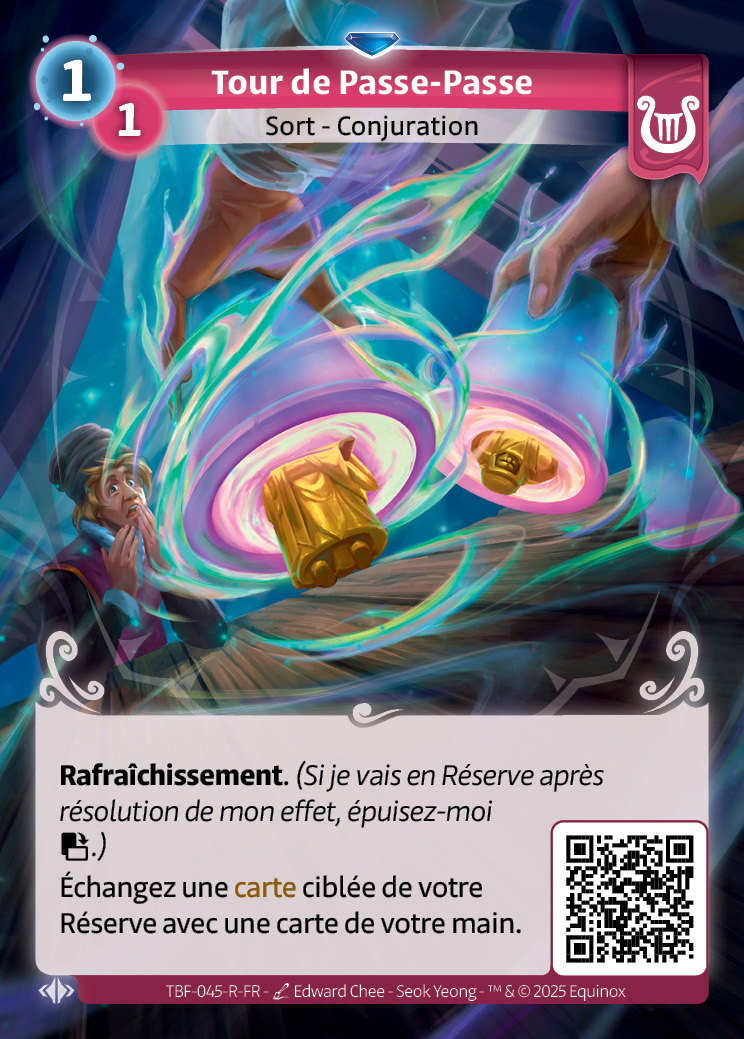 1
Tour de Passe-Passe
1
Sort - Conjuration
Rafraîchissement. (Si je vais en Réserve après
résolution de mon effet, épuisez-moi
.)
Échangez une carte ciblée de votre
Réserve avec une carte de votre main.
TBF-045-R-FR - Edward Chee - Seok Yeong - ™ & © 2025 Equinox